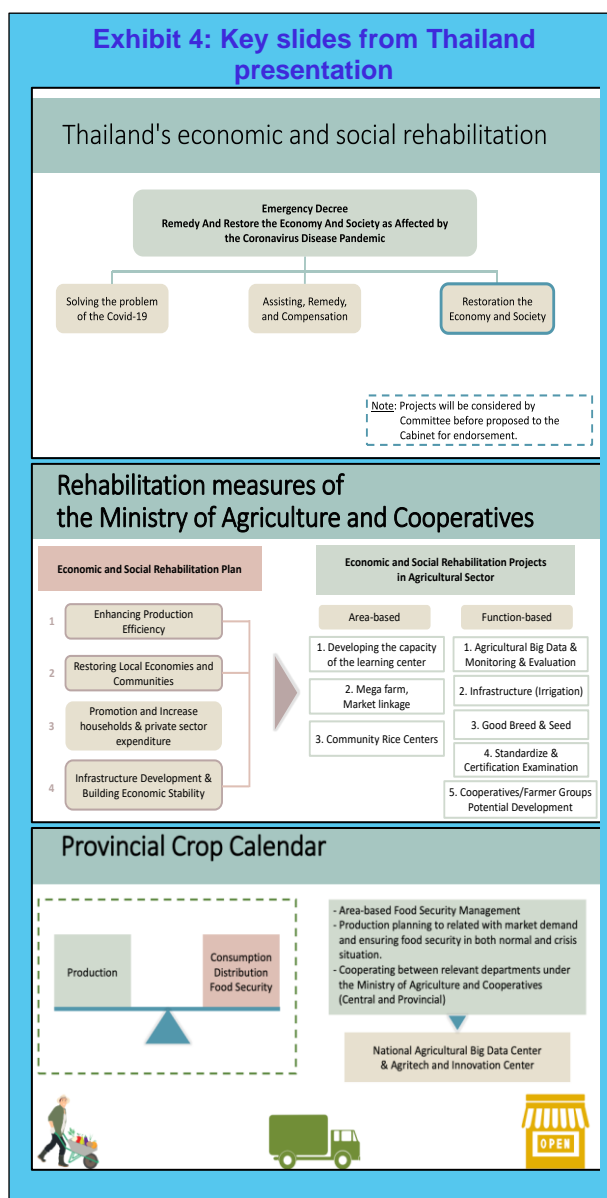 Exhibit 4: Key slides from Thailand
presentation
Thailand's economic and social rehabilitation
Emergency Decree
Remedy And Restore the Economy And Society as Affected by
the Coronavirus Disease Pandemic
Solving the problem
of the Covid-19
Assisting, Remedy,
and Compensation
Restoration the
Economy and Society
Note: Projects will be considered by
Committee before proposed to the
Cabinet for endorsement.
Rehabilitation measures of
the Ministry of Agriculture and Cooperatives
Economic and Social Rehabilitation Plan
1
Enhancing Production
Efficiency
2
Restoring Local Economies and
Communities
3
Promotion and Increase
households & private sector
expenditure
4
Infrastructure Development &
Building Economic Stability
Economic and Social Rehabilitation Projects
in Agricultural Sector
Area-based
1. Developing the capacity
of the learning center
2. Mega farm,
Market linkage
3. Community Rice Centers
Function-based
1. Agricultural Big Data &
Monitoring & Evaluation
2. Infrastructure (Irrigation)
3. Good Breed & Seed
4. Standardize &
Certification Examination
5. Cooperatives/Farmer Groups
Potential Development
Provincial Crop Calendar
Production
Consumption
Distribution
Food Security
- Area-based Food Security Management
- Production planning to related with market demand
and ensuring food security in both normal and crisis
situation.
- Cooperating between relevant departments under
the Ministry of Agriculture and Cooperatives
(Central and Provincial)
National Agricultural Big Data Center
& Agritech and Innovation Center
OPEN